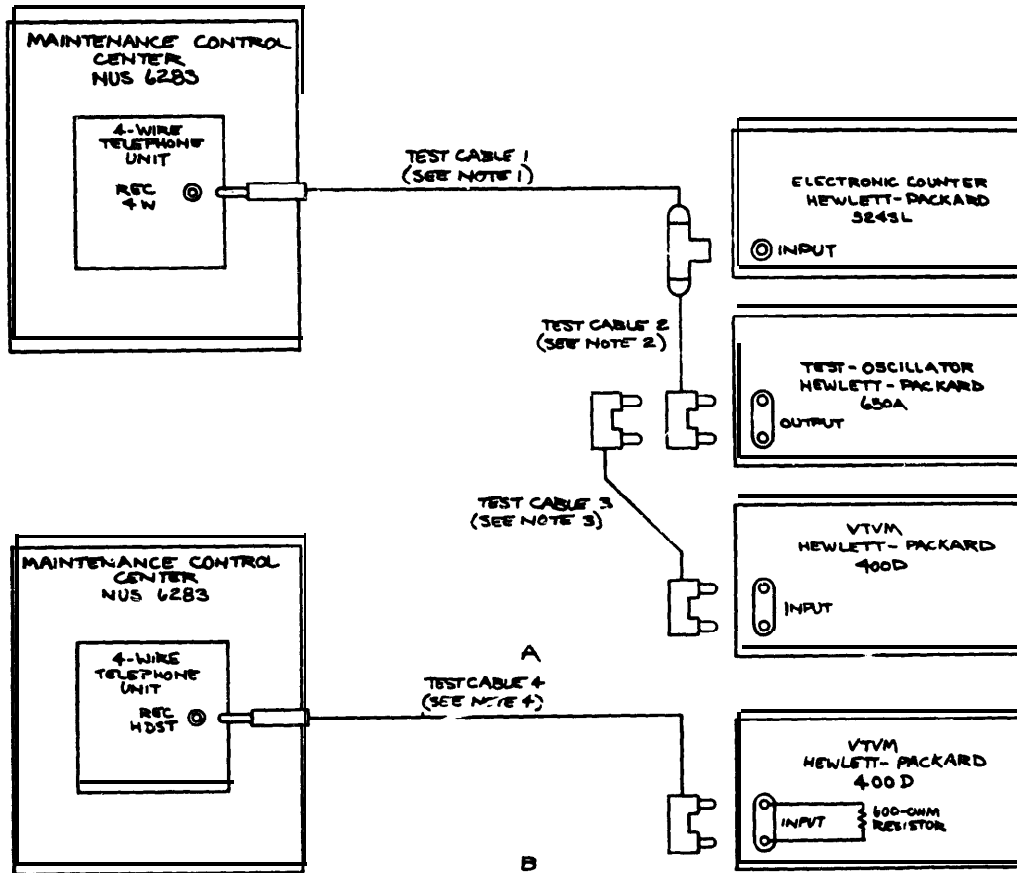 MAINTENANCE CONTROL
CENTER
NUS 6283
4-WIRE
TELEPHONE
UNIT
REC
4W
TEST CABLE 1
(SEE NOTE 1)
ELECTRONIC COUNTER
HEWLETT-PACKARD
5245L
INPUT
TEST CABLE 2
(SEE NOTE 2)
TEST-OSCILLATOR
HEWLETT-PACKARD
650A
OUTPUT
TEST CABLE 3
(SEE NOTE 3)
VTVM
HEWLETT-PACKARD
400D
INPUT
A
MAINTENANCE CONTROL
CENTER
NUS 6283
4-WIRE
TELEPHONE
UNIT
REC
HDST
TEST CABLE 4
(SEE NOTE 4)
VTVM
HEWLETT-PACKARD
400D
INPUT
600-OHM
RESISTOR
B